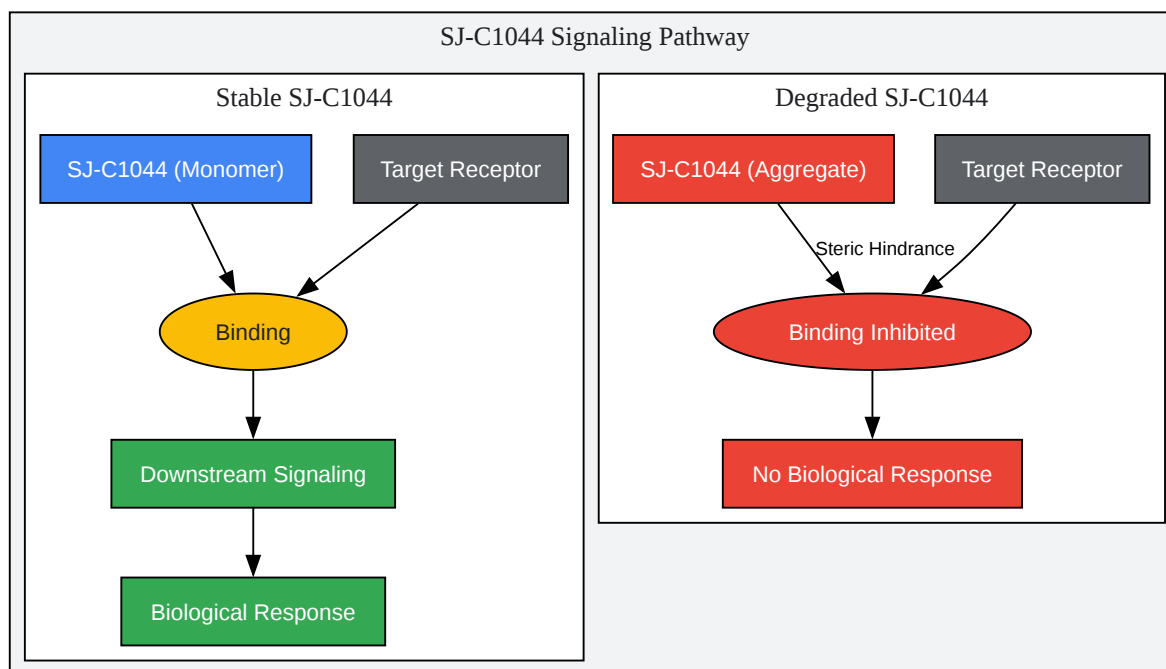 SJ-C1044 Signaling Pathway
Stable SJ-C1044
SJ-C1044 (Monomer)
Target Receptor
Binding
Downstream Signaling
Biological Response
Degraded SJ-C1044
SJ-C1044 (Aggregate)
Target Receptor
Steric Hindrance
Binding Inhibited
No Biological Response